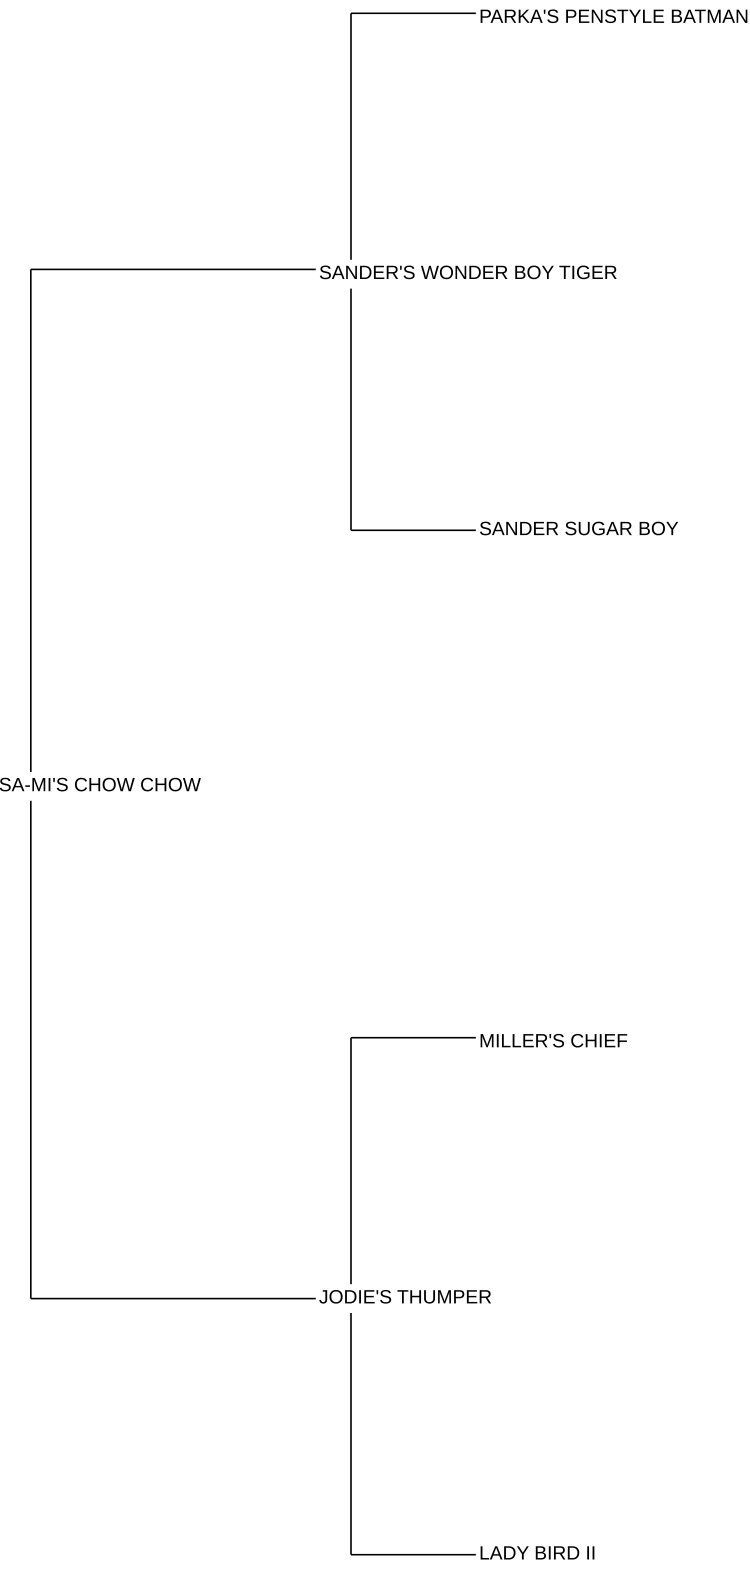 PARKA'S PENSTYLE BATMAN
SANDER'S WONDER BOY TIGER
SANDER SUGAR BOY
SA-MI'S CHOW CHOW
MILLER'S CHIEF
JODIE'S THUMPER
LADY BIRD II